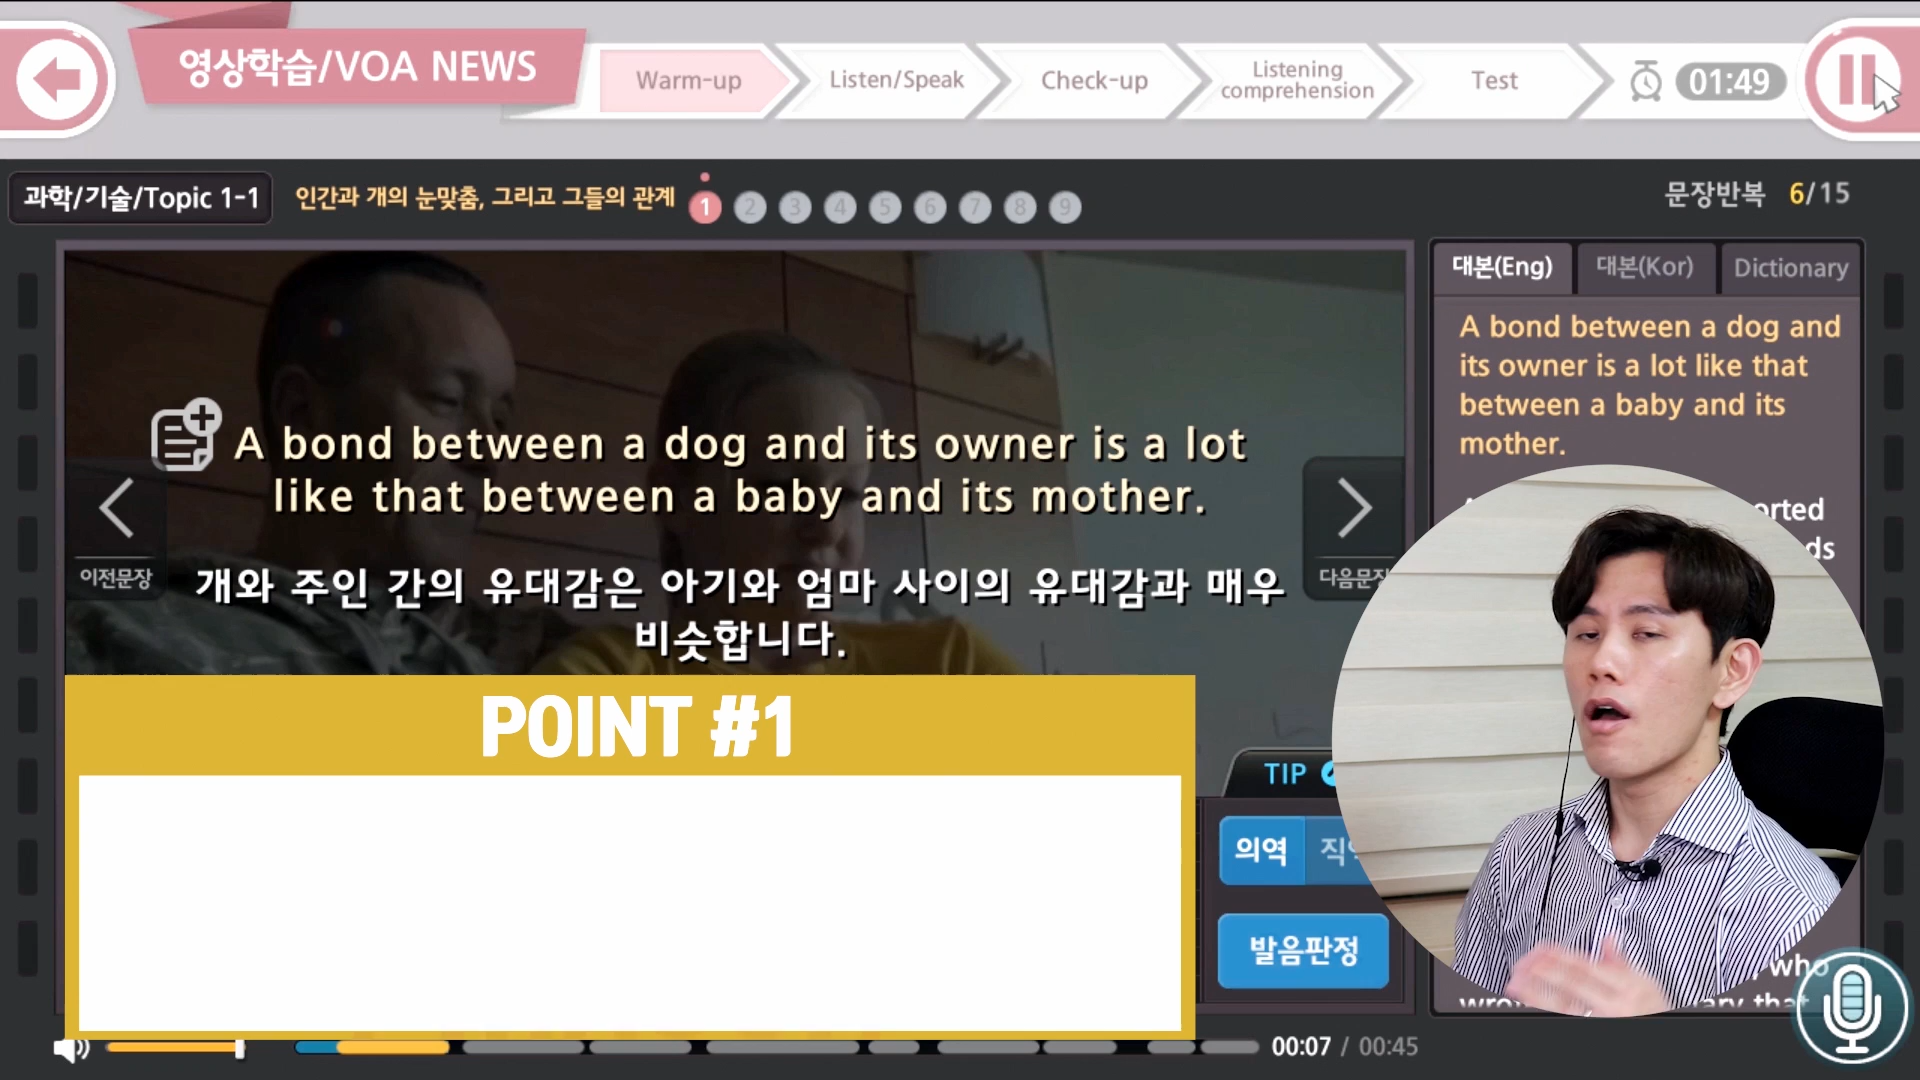 영상학습/VOA NEWS
Warm-up
Listen/Speak
Check-up
Listening
comprehension
Test
01:49
과학/기술/Topic 1-1
인간과 개의 눈맞춤, 그리고 그들의 관계
1 2 3 4 5 6 7 8 9
문장반복 6/15
대본(Eng)
대본(Kor)
Dictionary
A bond between a dog and
its owner is a lot like that
between a baby and its
mother.
A bond between a dog and its owner is a lot
like that between a baby and its mother.
이전문장
다음문장
개와 주인 간의 유대감은 아기와 엄마 사이의 유대감과 매우
비슷합니다.
POINT #1
TIP
의역
발음판정
who
that
00:07 / 00:45